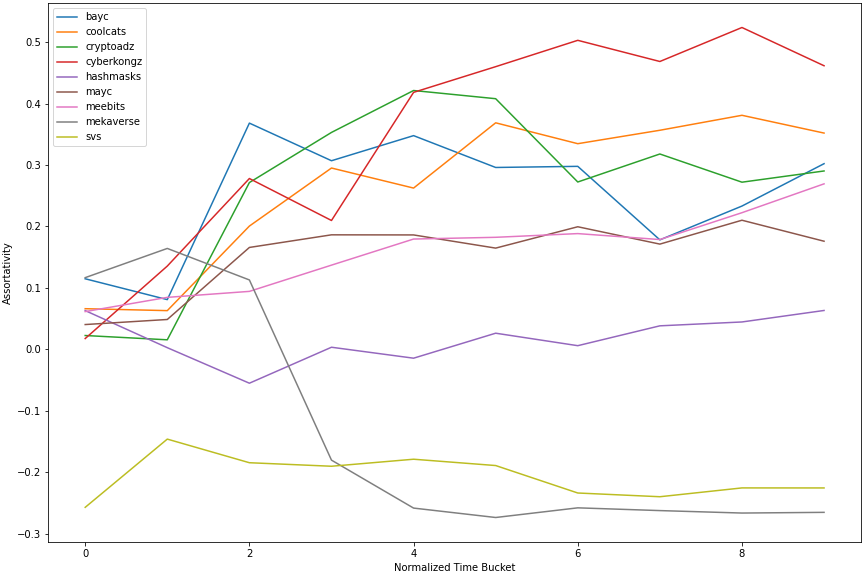 bayc
coolcats
cryptoadz
cyberkongz
hashmasks
mayc
meebits
mekaverse
svs
0.5
0.4
0.3
0.2
0.1
0.0
−0.1
−0.2
−0.3
Assortativity
0 2 4 6 8
Normalized Time Bucket